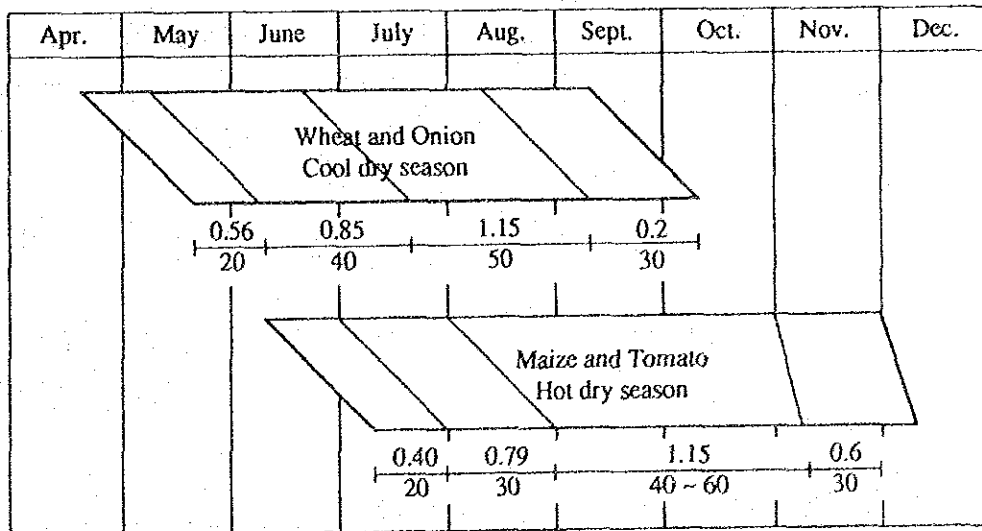 Apr. May June July Aug. Sept. Oct. Nov. Dec.
Wheat and Onion
Cool dry season
0.56 0.85 1.15 0.2
20 40 50 30
Maize and Tomato
Hot dry season
0.40 0.79 1.15 0.6
20 30 40 ~ 60 30